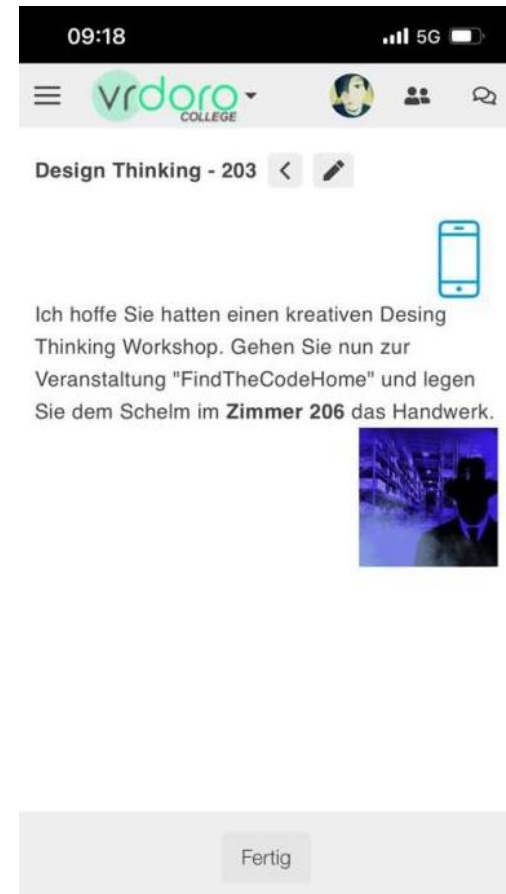 09:18 5G
vrdoro
COLLEGE
Design Thinking - 203
Ich hoffe Sie hatten einen kreativen Desing
Thinking Workshop. Gehen Sie nun zur
Veranstaltung "FindTheCodeHome" und legen
Sie dem Schelm im Zimmer 206 das Handwerk.
Fertig